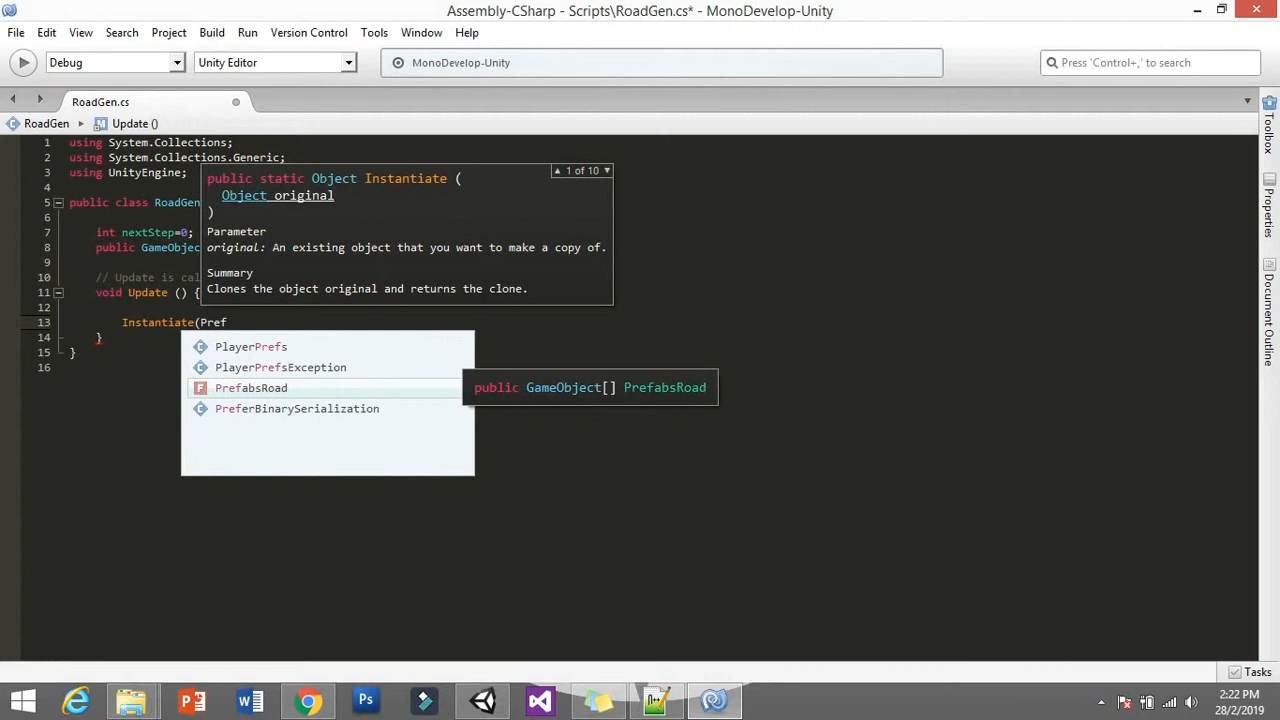 Assembly-CSharp - Scripts\RoadGen.cs* - MonoDevelop-Unity
File Edit View Search Project Build Run Version Control Tools Window Help
Debug Unity Editor MonoDevelop-Unity Press 'Control+,' to search
RoadGen.cs
RoadGen Update ()
1 using System.Collections;
2 using System.Collections.Generic;
3 using UnityEngine;
4
5 public class RoadGen
6
7 int nextStep=0;
8 public GameObjec
9
10 // Update is cal
11 void Update () {
12
13 Instantiate(Pref
14 }
15 }
16
1 of 10
public static Object Instantiate (
Object original
)
Parameter
original: An existing object that you want to make a copy of.
Summary
Clones the object original and returns the clone.
PlayerPrefs
PlayerPrefsException
PrefabsRoad
PreferBinarySerialization
public GameObject[] PrefabsRoad
Toolbox
Properties
Document Outline
Tasks
2:22 PM
28/2/2019